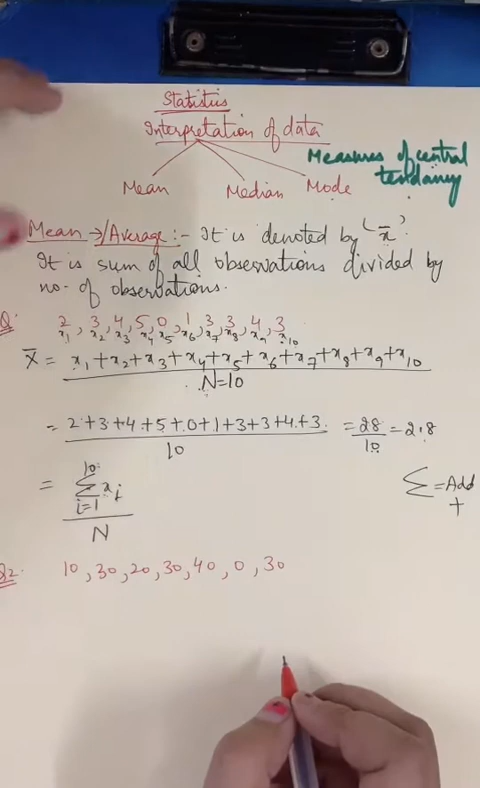 Statistics
Interpretation of data
Measures of central tendancy
Mean Median Mode
Mean → /Average :- It is denoted by ' x̄ '.
It is sum of all observations divided by
no. of observations.
Q: 2, 3, 4, 5, 0, 1, 3, 3, 4, 3
x₁ x₂ x₃ x₄ x₅ x₆ x₇ x₈ x₉ x₁₀
X̄ = x₁+x₂+x₃+x₄+x₅+x₆+x₇+x₈+x₉+x₁₀
N=10
= 2+3+4+5+0+1+3+3+4+3 = 28 = 2.8
10 10
= 10 Σ i=1 xᵢ Σ = Add
N +
Q2. 10, 30, 20, 30, 40, 0, 30